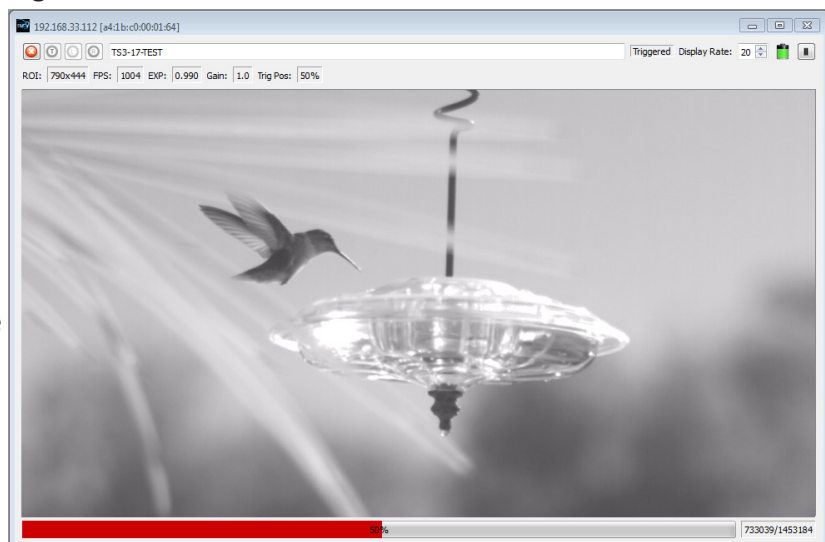 192.168.33.112 [a4:1b:c0:00:01:64]
TS3-17-TEST Triggered Display Rate: 20
ROI: 790x444 FPS: 1004 EXP: 0.990 Gain: 1.0 Trig Pos: 50%
50% 733039/1453184